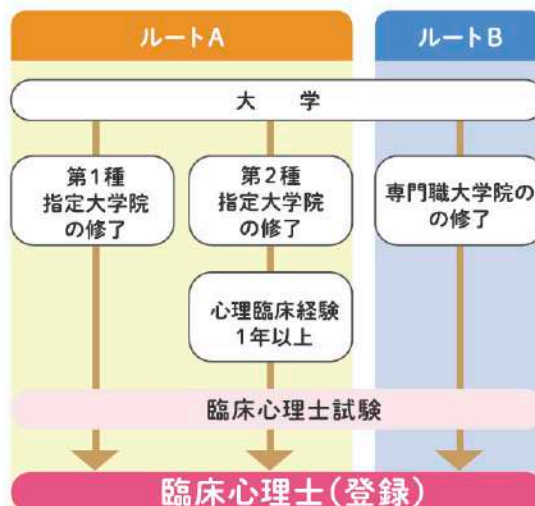 ルートA
ルートB
大　学
第1種
指定大学院
の修了
第2種
指定大学院
の修了
専門職大学院の
の修了
心理臨床経験
1年以上
臨床心理士試験
臨床心理士(登録)